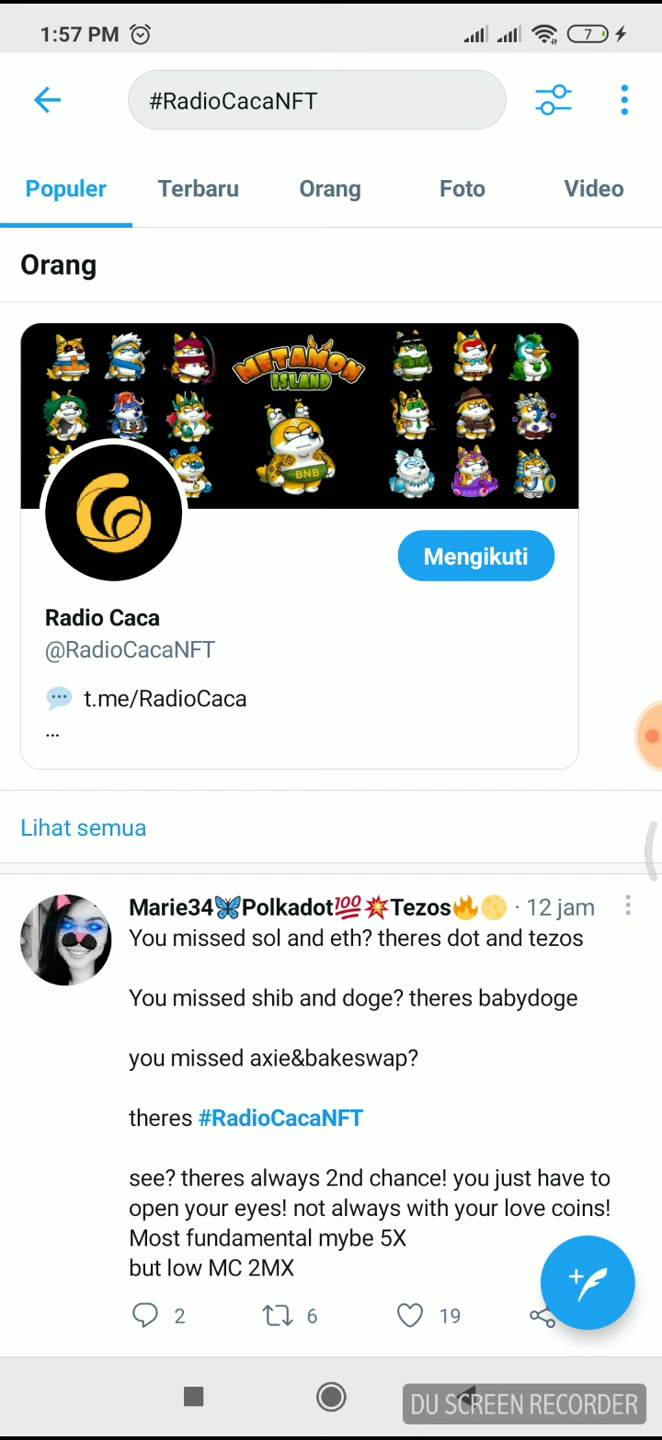 1:57 PM
7
#RadioCacaNFT
Populer
Terbaru
Orang
Foto
Video
Orang
METAMON
ISLAND
BNB
Mengikuti
Radio Caca
@RadioCacaNFT
💬 t.me/RadioCaca
...
Lihat semua
Marie34🦋Polkadot💯💥Tezos🔥🌕 · 12 jam
You missed sol and eth? theres dot and tezos
You missed shib and doge? theres babydoge
you missed axie&bakeswap?
theres #RadioCacaNFT
see? theres always 2nd chance! you just have to
open your eyes! not always with your love coins!
Most fundamental mybe 5X
but low MC 2MX
2
6
19
DU SCREEN RECORDER